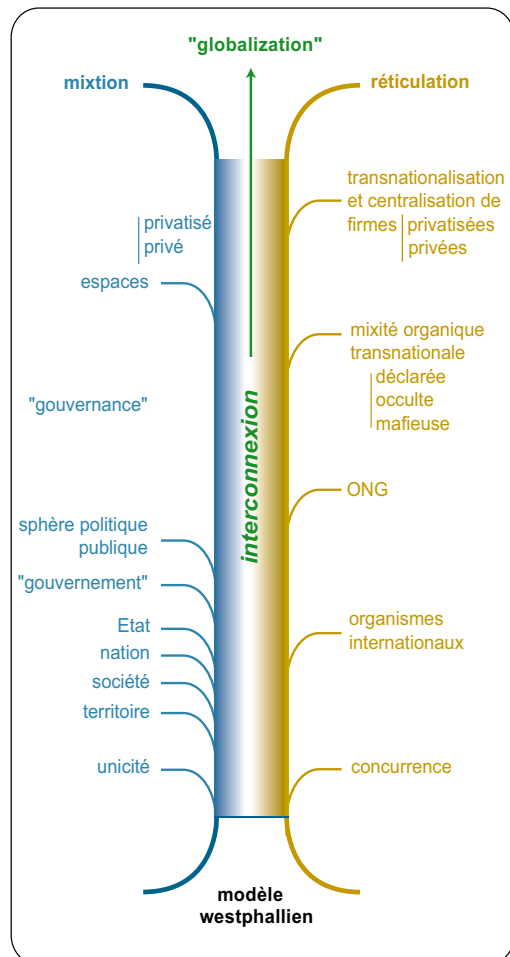 "globalization"
mixtion
réticulation
transnationalisation
et centralisation de
firmes privatisées
privées
privatisé
privé
espaces
mixité organique
transnationale
déclarée
occulte
mafieuse
"gouvernance"
interconnexion
ONG
sphère politique
publique
"gouvernement"
Etat
nation
société
territoire
unicité
organismes
internationaux
concurrence
modèle
westphallien